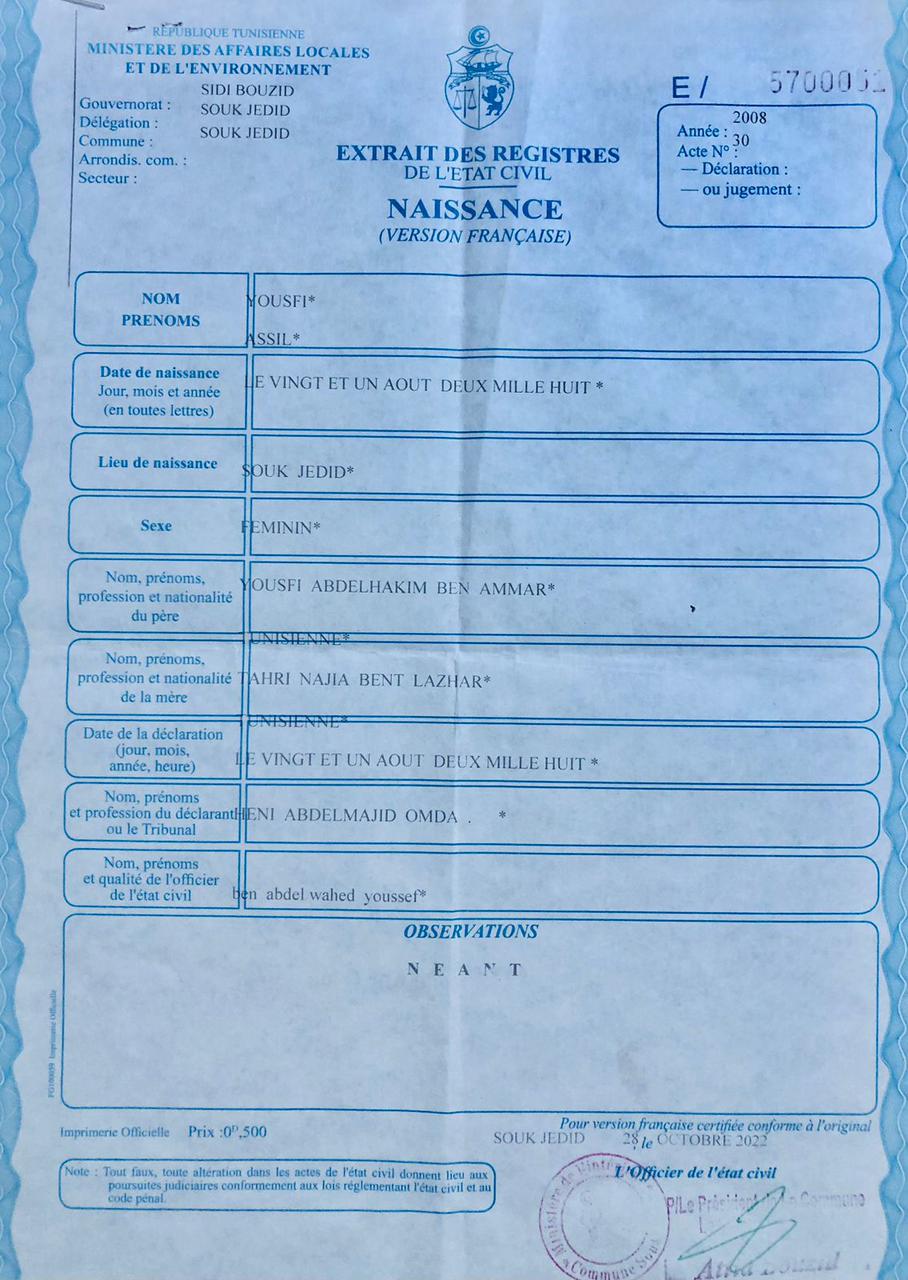 RÉPUBLIQUE TUNISIENNE
MINISTERE DES AFFAIRES LOCALES
ET DE L'ENVIRONNEMENT
Gouvernorat : SIDI BOUZID
Délégation : SOUK JEDID
Commune : SOUK JEDID
Arrondis. com. :
Secteur :
E /
Année : 2008
Acte N° : 30
— Déclaration :
— ou jugement :
EXTRAIT DES REGISTRES
DE L'ETAT CIVIL
NAISSANCE
(VERSION FRANÇAISE)
NOM
PRENOMS
YOUSFI*
ASSIL*
Date de naissance
Jour, mois et année
(en toutes lettres)
LE VINGT ET UN AOUT DEUX MILLE HUIT *
Lieu de naissance
SOUK JEDID*
Sexe
FEMININ*
Nom, prénoms,
profession et nationalité
du père
YOUSFI ABDELHAKIM BEN AMMAR*
TUNISIENNE*
Nom, prénoms,
profession et nationalité
de la mère
TAHRI NAJIA BENT LAZHAR*
TUNISIENNE*
Date de la déclaration
(jour, mois,
année, heure)
LE VINGT ET UN AOUT DEUX MILLE HUIT *
Nom, prénoms
et profession du déclarant
ou le Tribunal
HENI ABDELMAJID OMDA . *
Nom, prénoms
et qualité de l'officier
de l'état civil
ben abdel wahed youssef*
OBSERVATIONS
N E A N T
PG100059 Imprimerie Officielle
Imprimerie Officielle Prix :0ᴰ,500
Pour version française certifiée conforme à l'original
SOUK JEDID 28 le OCTOBRE 2022
L'Officier de l'état civil
Note : Tout faux, toute altération dans les actes de l'état civil donnent lieu aux
poursuites judiciaires conformement aux lois réglementant l'état civil et au
code pénal.
P/Le Président de la Commune